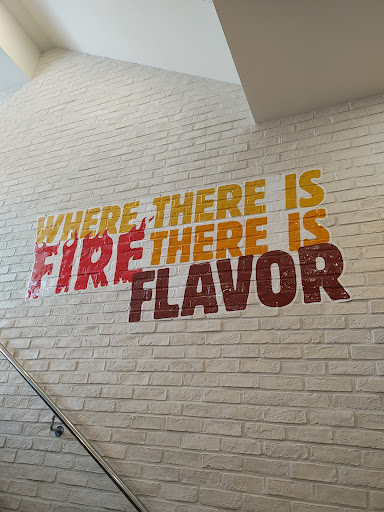 WHERE THERE IS
FIRE THERE IS
FLAVOR